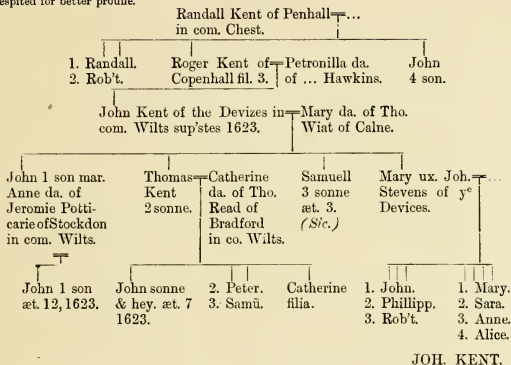 espited for better proufe.
Randall Kent of Penhall=...
in com. Chest.
1. Randall.
2. Rob't.
Roger Kent of=Petronilla da.
Copenhall fil. 3. of ... Hawkins.
John
4 son.
John Kent of the Devizes in=Mary da. of Tho.
com. Wilts sup'stes 1623. Wiat of Calne.
John 1 son mar.
Anne da. of
Jeromie Potti-
carie of Stockdon
in com. Wilts.
Thomas=Catherine
Kent da. of Tho.
2 sonne. Read of
Bradford
in co. Wilts.
Samuell
3 sonne
æt. 3.
(Sic.)
Mary ux. Joh.=...
Stevens of yᵉ
Devices.
John 1 son
æt. 12, 1623.
John sonne
& hey. æt. 7
1623.
2. Peter.
3. Samū.
Catherine
filia.
1. John.
2. Phillipp.
3. Rob't.
1. Mary.
2. Sara.
3. Anne.
4. Alice.
JOH. KENT.